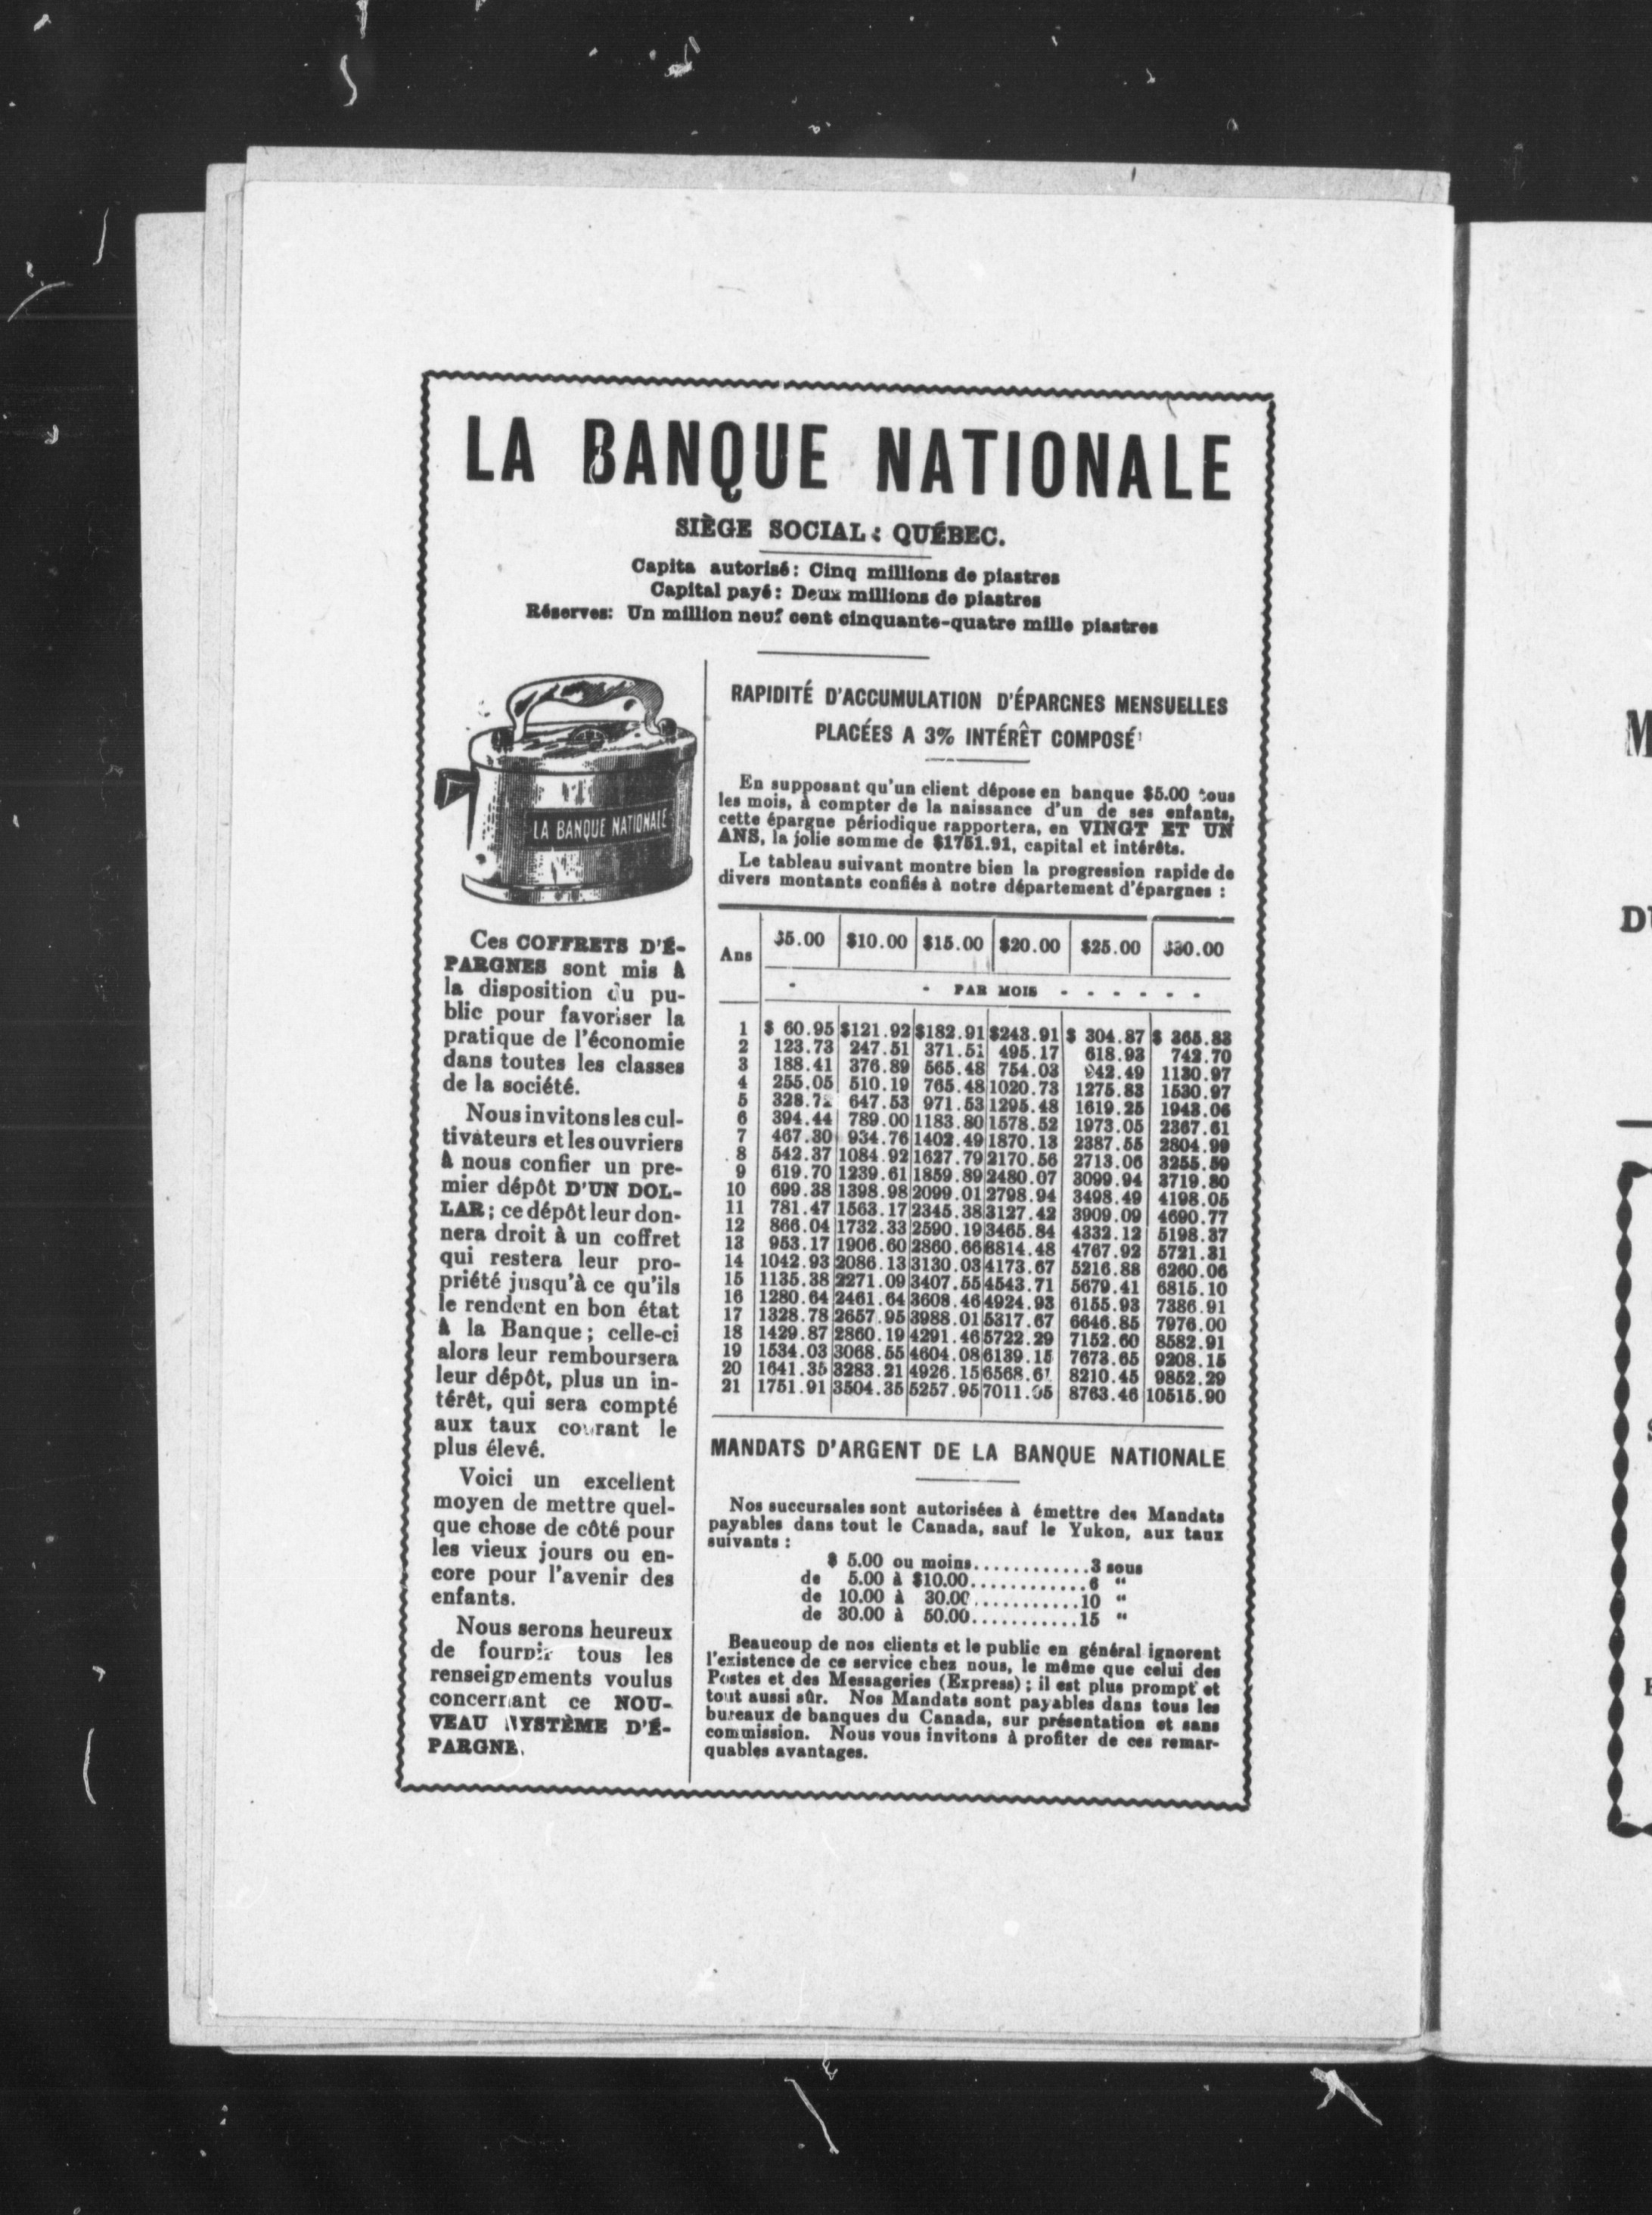 LA BANQUE NATIONALE
SIÈGE SOCIAL : QUÉBEC.
Capita autorisé : Cinq millions de piastres
Capital payé : Deux millions de piastres
Réserves: Un million neuf cent cinquante-quatre mille piastres
LA BANQUE NATIONALE
Ces COFFRETS D'É-
PARGNES sont mis à
la disposition du pu-
blic pour favoriser la
pratique de l'économie
dans toutes les classes
de la société.
Nous invitons les cul-
tivateurs et les ouvriers
à nous confier un pre-
mier dépôt D'UN DOL-
LAR ; ce dépôt leur don-
nera droit à un coffret
qui restera leur pro-
priété jusqu'à ce qu'ils
le rendent en bon état
à la Banque ; celle-ci
alors leur remboursera
leur dépôt, plus un in-
térêt, qui sera compté
aux taux courant le
plus élevé.
Voici un excellent
moyen de mettre quel-
que chose de côté pour
les vieux jours ou en-
core pour l'avenir des
enfants.
Nous serons heureux
de fournir tous les
renseignements voulus
concernant ce NOU-
VEAU SYSTÈME D'É-
PARGNE.
RAPIDITÉ D'ACCUMULATION D'ÉPARGNES MENSUELLES
PLACÉES A 3% INTÉRÊT COMPOSÉ
En supposant qu'un client dépose en banque $5.00 tous
les mois, à compter de la naissance d'un de ses enfants,
cette épargne périodique rapportera, en VINGT ET UN
ANS, la jolie somme de $1751.91, capital et intérêts.
Le tableau suivant montre bien la progression rapide de
divers montants confiés à notre département d'épargnes :
Ans $5.00 $10.00 $15.00 $20.00 $25.00 $30.00
- - PAR MOIS - - - - - -
1 $ 60.95 $121.92 $182.91 $243.91 $ 304.87 $ 365.83
2 123.73 247.51 371.51 495.17 618.93 742.70
3 188.41 376.89 565.48 754.03 942.49 1130.97
4 255.05 510.19 765.48 1020.73 1275.83 1530.97
5 328.72 647.53 971.53 1295.48 1619.25 1943.06
6 394.44 789.00 1183.80 1578.52 1973.05 2367.61
7 467.30 934.76 1402.49 1870.13 2387.55 2804.99
8 542.37 1084.92 1627.79 2170.56 2713.06 3255.59
9 619.70 1239.61 1859.89 2480.07 3099.94 3719.80
10 699.38 1398.98 2099.01 2798.94 3498.49 4198.05
11 781.47 1563.17 2345.38 3127.42 3909.09 4690.77
12 866.04 1732.33 2590.19 3465.84 4332.12 5198.37
13 953.17 1906.60 2860.66 3814.48 4767.92 5721.31
14 1042.93 2086.13 3130.03 4173.67 5216.88 6260.06
15 1135.38 2271.09 3407.55 4543.71 5679.41 6815.10
16 1280.64 2461.64 3608.46 4924.93 6155.93 7386.91
17 1328.78 2657.95 3988.01 5317.67 6646.85 7976.00
18 1429.87 2860.19 4291.46 5722.29 7152.60 8582.91
19 1534.03 3068.55 4604.08 6139.15 7673.65 9208.15
20 1641.35 3283.21 4926.15 6568.61 8210.45 9852.29
21 1751.91 3504.35 5257.95 7011.05 8763.46 10515.90
MANDATS D'ARGENT DE LA BANQUE NATIONALE
Nos succursales sont autorisées à émettre des Mandats
payables dans tout le Canada, sauf le Yukon, aux taux
suivants :
$ 5.00 ou moins............3 sous
de 5.00 à $10.00............6 "
de 10.00 à 30.00...........10 "
de 30.00 à 50.00...........15 "
Beaucoup de nos clients et le public en général ignorent
l'existence de ce service chez nous, le même que celui des
Postes et des Messageries (Express) ; il est plus prompt et
tout aussi sûr. Nos Mandats sont payables dans tous les
bureaux de banques du Canada, sur présentation et sans
commission. Nous vous invitons à profiter de ces remar-
quables avantages.